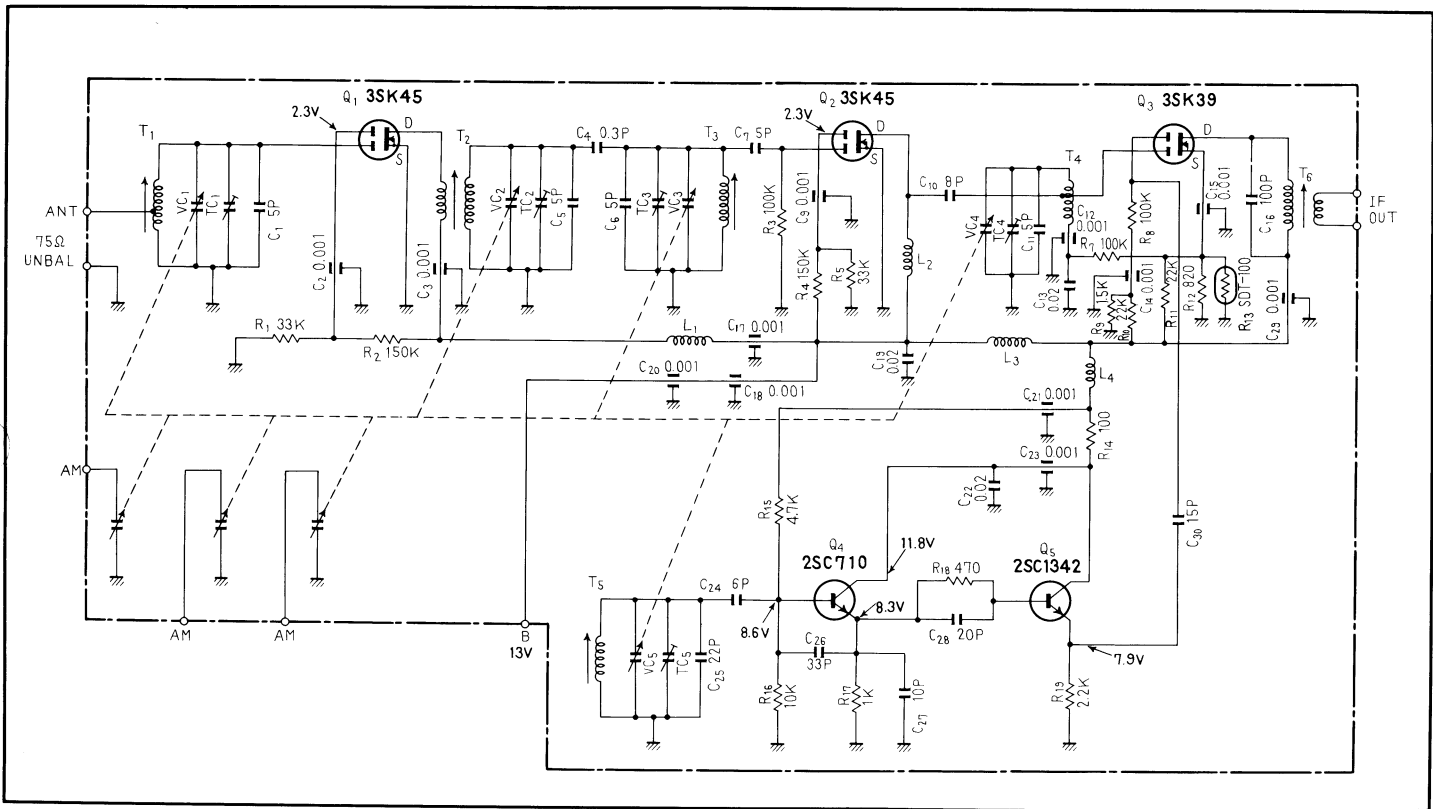 Q1 3SK45
Q2 3SK45
Q3 3SK39
2.3V
D
S
T1
VC1
TC1
C1 5P
ANT
75Ω
UNBAL
C2 0.001
R1 33K
R2 150K
C3 0.001
T2
VC2
TC2
C5 5P
C4 0.3P
C6 5P
TC3
VC3
T3
C7 5P
R3 100K
2.3V
D
S
C9 0.001
R4 150K
R5 33K
L1
C17 0.001
C20 0.001
C18 0.001
L2
C10 8P
C19 0.02
L3
VC4
TC4
C11 5P
T4
C12 0.001
C13 0.02
R7 100K
R8 100K
C14 0.001
R9 15K
R10 22K
R11 22K
R12 820
R13 SDT-100
D
S
C15 0.001
C16 100P
T6
C29 0.001
IF
OUT
L4
C21 0.001
R14 100
C23 0.001
C22 0.02
C30 15P
AM
AM
AM
B
13V
T5
VC5
TC5
C25 22P
C24 6P
R15 4.7K
8.6V
Q4
2SC710
11.8V
8.3V
C26
33P
R16 10K
R17 1K
C27 10P
R18 470
C28 20P
Q5
2SC1342
7.9V
R19 2.2K